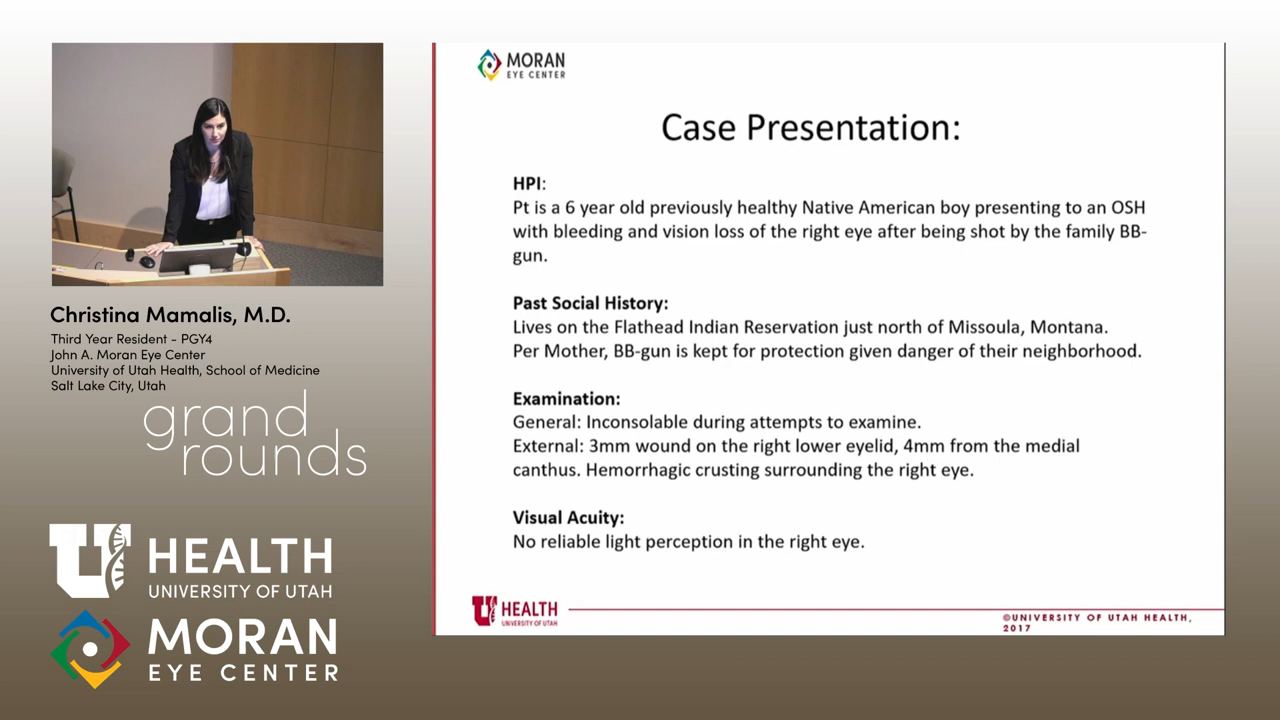 Christina Mamalis, M.D.
Third Year Resident - PGY4
John A. Moran Eye Center
University of Utah Health, School of Medicine
Salt Lake City, Utah
grand
rounds
U
HEALTH
UNIVERSITY OF UTAH
MORAN
EYE CENTER
MORAN
EYE CENTER
Case Presentation:
HPI:
Pt is a 6 year old previously healthy Native American boy presenting to an OSH
with bleeding and vision loss of the right eye after being shot by the family BB-
gun.
Past Social History:
Lives on the Flathead Indian Reservation just north of Missoula, Montana.
Per Mother, BB-gun is kept for protection given danger of their neighborhood.
Examination:
General: Inconsolable during attempts to examine.
External: 3mm wound on the right lower eyelid, 4mm from the medial
canthus. Hemorrhagic crusting surrounding the right eye.
Visual Acuity:
No reliable light perception in the right eye.
U
HEALTH
UNIVERSITY OF UTAH
©UNIVERSITY OF UTAH HEALTH,
2017